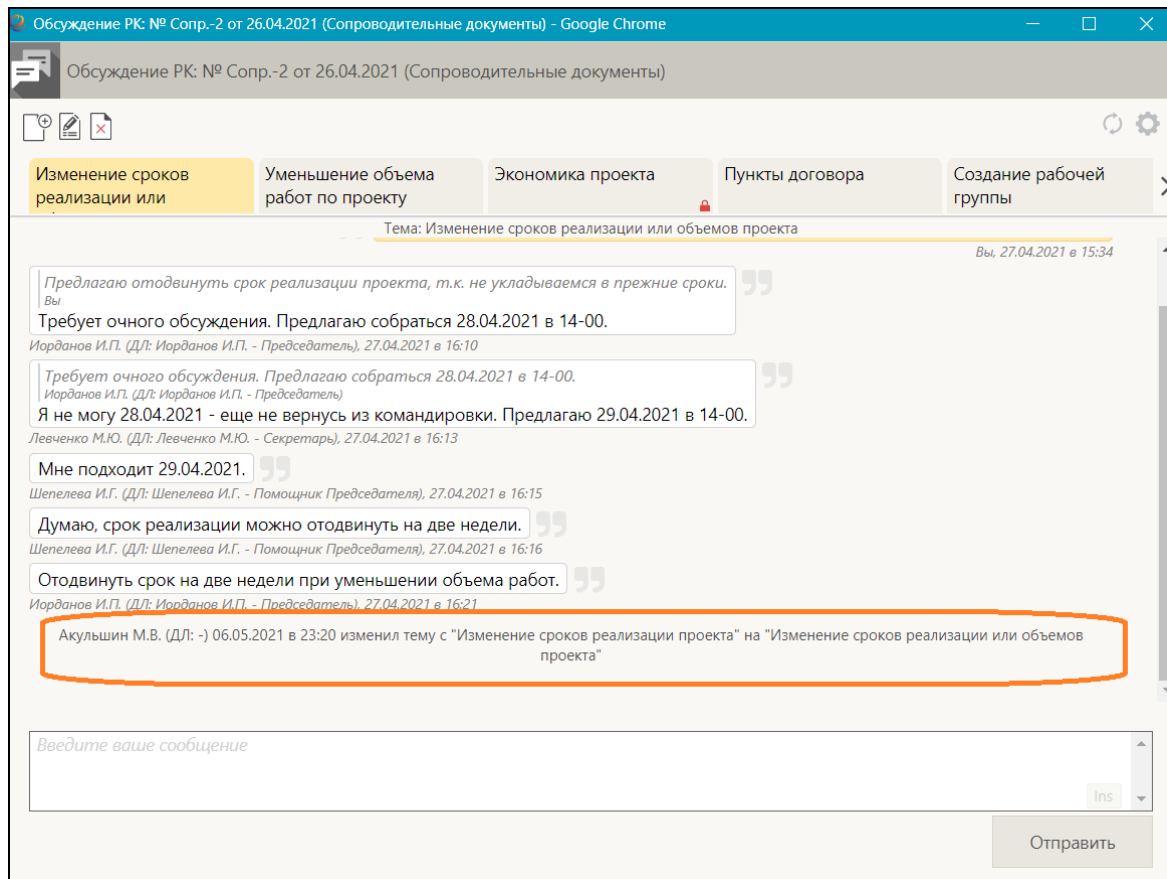 Обсуждение РК: № Сопр.-2 от 26.04.2021 (Сопроводительные документы) - Google Chrome
Обсуждение РК: № Сопр.-2 от 26.04.2021 (Сопроводительные документы)
Изменение сроков
реализации или
Уменьшение объема
работ по проекту
Экономика проекта
Пункты договора
Создание рабочей
группы
Тема: Изменение сроков реализации или объемов проекта
Вы, 27.04.2021 в 15:34
Предлагаю отодвинуть срок реализации проекта, т.к. не укладываемся в прежние сроки.
Вы
Требует очного обсуждения. Предлагаю собраться 28.04.2021 в 14-00.
Иорданов И.П. (ДЛ: Иорданов И.П. - Председатель), 27.04.2021 в 16:10
Требует очного обсуждения. Предлагаю собраться 28.04.2021 в 14-00.
Иорданов И.П. (ДЛ: Иорданов И.П. - Председатель)
Я не могу 28.04.2021 - еще не вернусь из командировки. Предлагаю 29.04.2021 в 14-00.
Левченко М.Ю. (ДЛ: Левченко М.Ю. - Секретарь), 27.04.2021 в 16:13
Мне подходит 29.04.2021.
Шепелева И.Г. (ДЛ: Шепелева И.Г. - Помощник Председателя), 27.04.2021 в 16:15
Думаю, срок реализации можно отодвинуть на две недели.
Шепелева И.Г. (ДЛ: Шепелева И.Г. - Помощник Председателя), 27.04.2021 в 16:16
Отодвинуть срок на две недели при уменьшении объема работ.
Иорданов И.П. (ДЛ: Иорданов И.П. - Председатель), 27.04.2021 в 16:21
Акульшин М.В. (ДЛ: -) 06.05.2021 в 23:20 изменил тему с "Изменение сроков реализации проекта" на "Изменение сроков реализации или объемов
проекта"
Введите ваше сообщение
Ins
Отправить